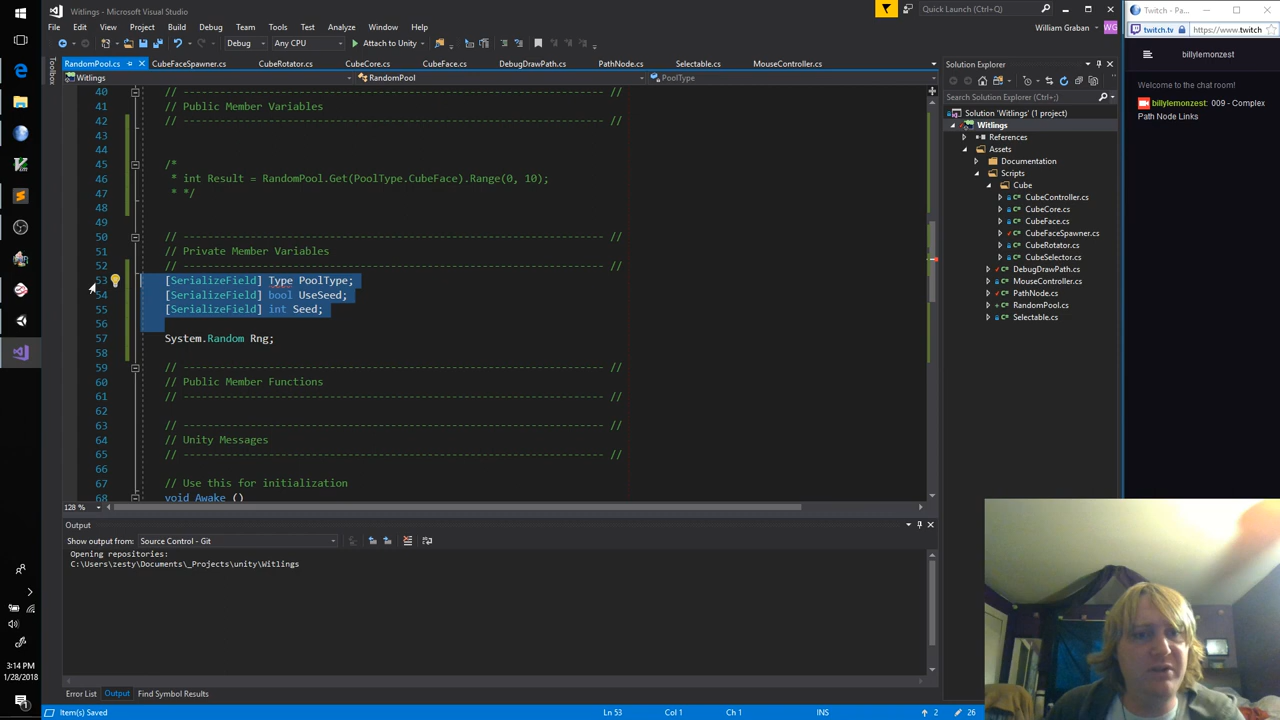 Witlings - Microsoft Visual Studio
Quick Launch (Ctrl+;)
Twitch - Pa...
File Edit View Project Build Debug Team Tools Test Analyze Window Help
William Graban WG
Debug Any CPU Attach to Unity
twitch.tv https://www.twitch
RandomPool.cs CubeFaceSpawner.cs CubeRotator.cs CubeCore.cs CubeFace.cs DebugDrawPath.cs PathNode.cs Selectable.cs MouseController.cs
Witlings RandomPool PoolType
Toolbox
billylemonzest
Welcome to the chat room!
billylemonzest: 009 - Complex
Path Node Links
40 // ---------------------------------------------------------------------- //
41 // Public Member Variables
42 // ---------------------------------------------------------------------- //
43
44
45 /*
46 * int Result = RandomPool.Get(PoolType.CubeFace).Range(0, 10);
47 * */
48
49
50 // ---------------------------------------------------------------------- //
51 // Private Member Variables
52 // ---------------------------------------------------------------------- //
53 [SerializeField] Type PoolType;
54 [SerializeField] bool UseSeed;
55 [SerializeField] int Seed;
56
57 System.Random Rng;
58
59 // ---------------------------------------------------------------------- //
60 // Public Member Functions
61 // ---------------------------------------------------------------------- //
62
63 // ---------------------------------------------------------------------- //
64 // Unity Messages
65 // ---------------------------------------------------------------------- //
66
67 // Use this for initialization
68 void Awake ()
128 %
Solution Explorer
Search Solution Explorer (Ctrl+;)
Solution 'Witlings' (1 project)
Witlings
References
Assets
Documentation
Scripts
Cube
CubeController.cs
CubeCore.cs
CubeFace.cs
CubeFaceSpawner.cs
CubeRotator.cs
CubeSelector.cs
DebugDrawPath.cs
MouseController.cs
PathNode.cs
RandomPool.cs
Selectable.cs
Output
Show output from: Source Control - Git
Opening repositories:
C:\Users\zesty\Documents\_Projects\unity\Witlings
Error List Output Find Symbol Results
Item(s) Saved Ln 53 Col 1 Ch 1 INS 2 26
3:14 PM
1/28/2018